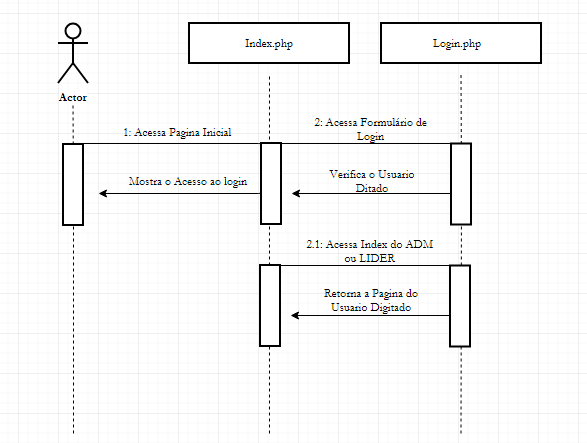 Index.php
Login.php
Actor
1: Acessa Pagina Inicial
2: Acessa Formulário de
Login
Mostra o Acesso ao login
Verifica o Usuario
Ditado
2.1: Acessa Index do ADM
ou LIDER
Retorna a Pagina do
Usuario Digitado